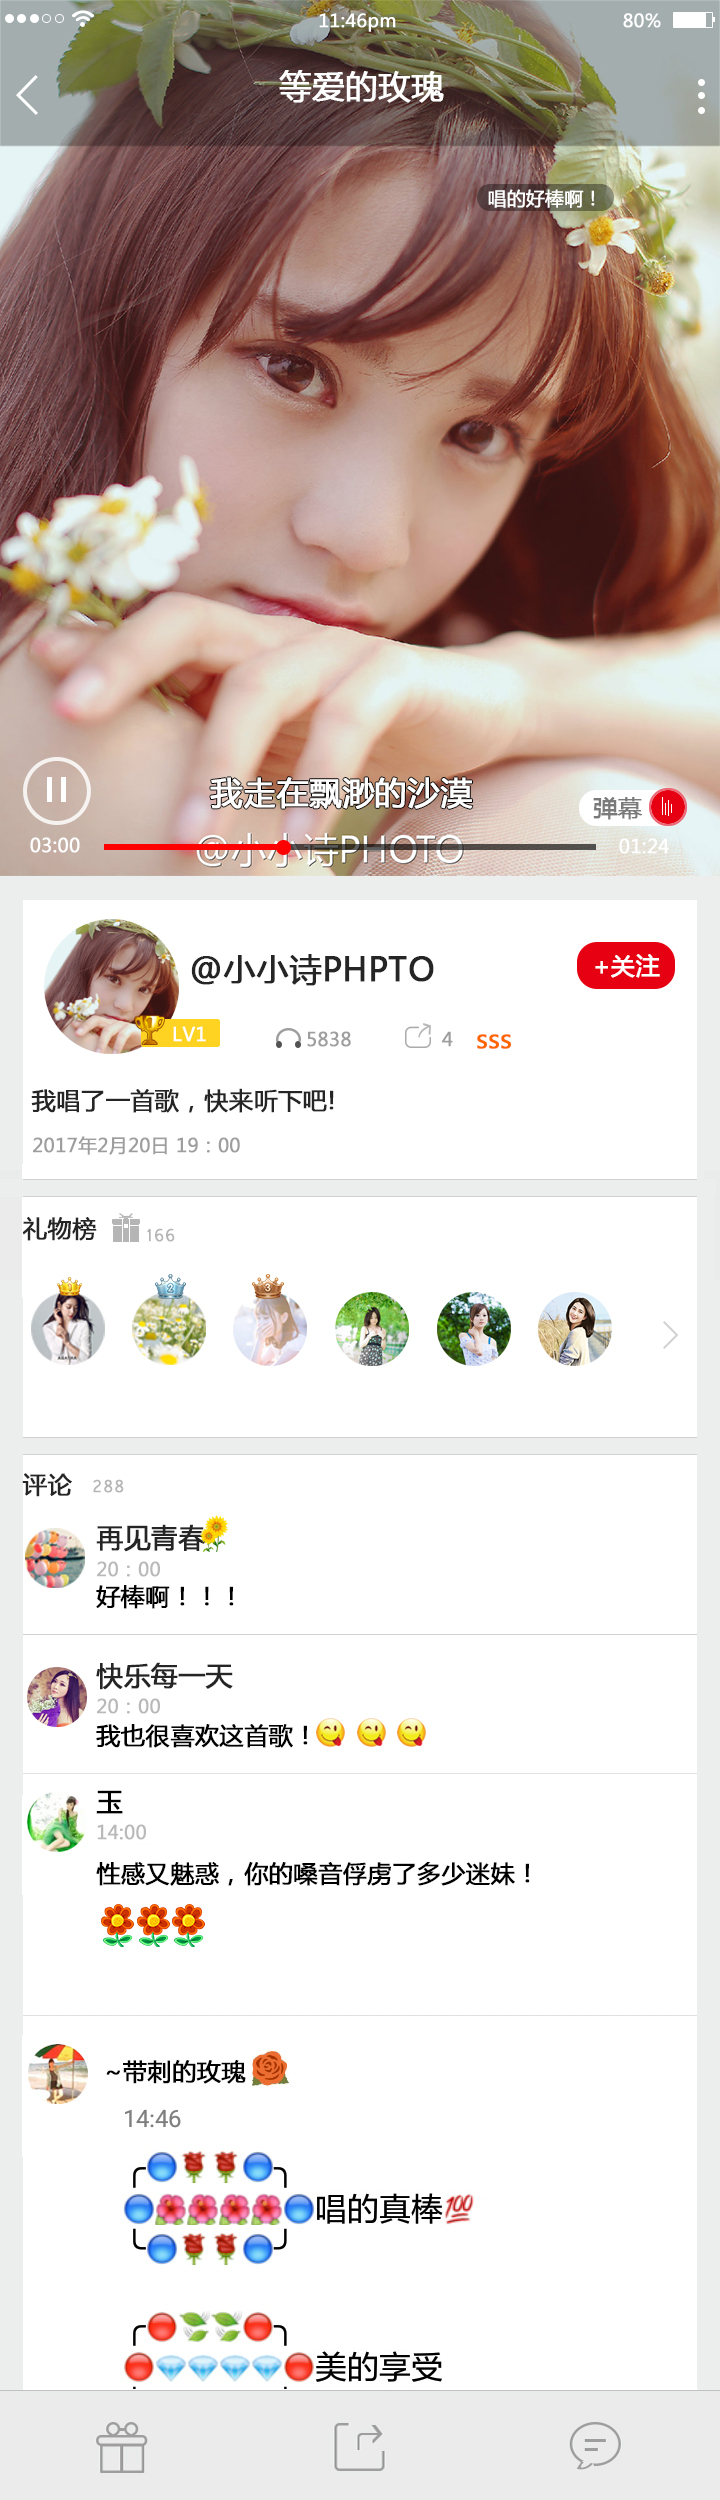 11:46pm
80%
等爱的玫瑰
唱的好棒啊！
我走在飘渺的沙漠
弹幕
03:00
@小小诗PHOTO
01:24
@小小诗PHPTO
+关注
LV1
5838
4
SSS
我唱了一首歌，快来听下吧!
2017年2月20日 19：00
礼物榜
166
1
2
3
评论
288
再见青春
20：00
好棒啊！！！
快乐每一天
20：00
我也很喜欢这首歌！
玉
14:00
性感又魅惑，你的嗓音俘虏了多少迷妹！
~带刺的玫瑰
14:46
唱的真棒💯
美的享受